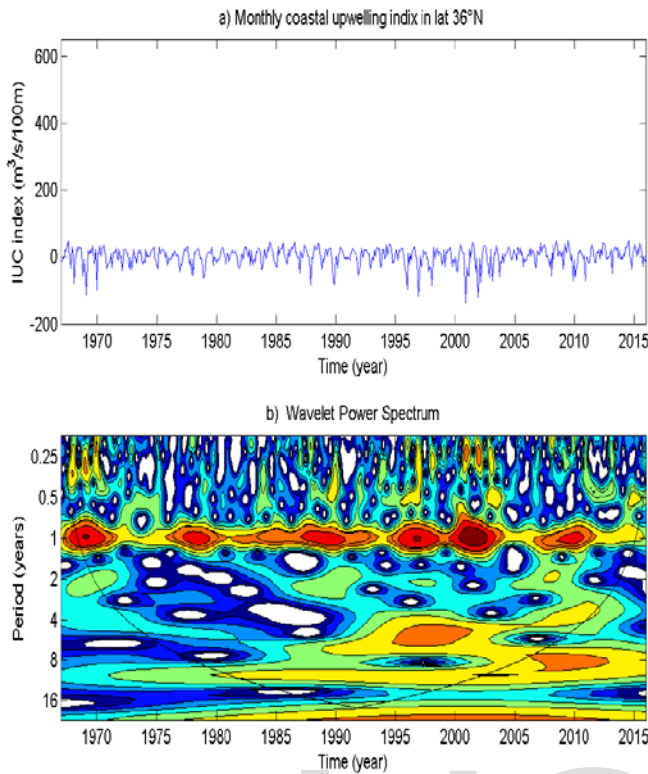 a) Monthly coastal upwelling indix in lat 36°N
600
400
200
0
-200
IUC index (m³/s/100m)
1970 1975 1980 1985 1990 1995 2000 2005 2010 2015
Time (year)
b) Wavelet Power Spectrum
0.25
0.5
1
2
4
8
16
Period (years)
1970 1975 1980 1985 1990 1995 2000 2005 2010 2015
Time (year)